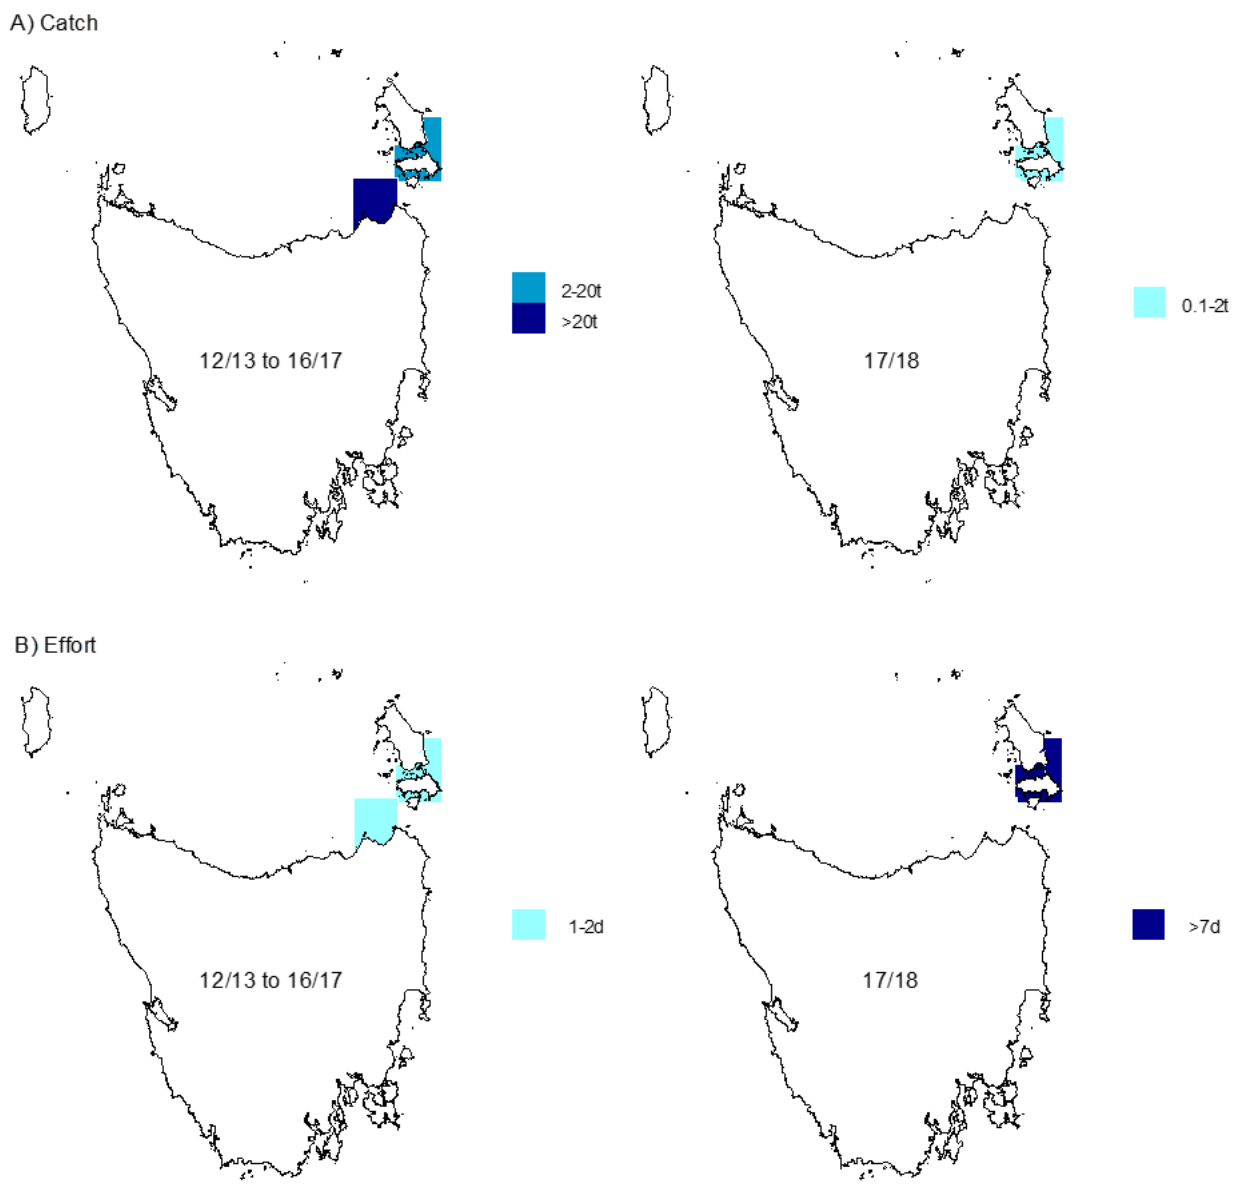 A) Catch
2-20t
>20t
12/13 to 16/17
0.1-2t
17/18
B) Effort
1-2d
12/13 to 16/17
>7d
17/18